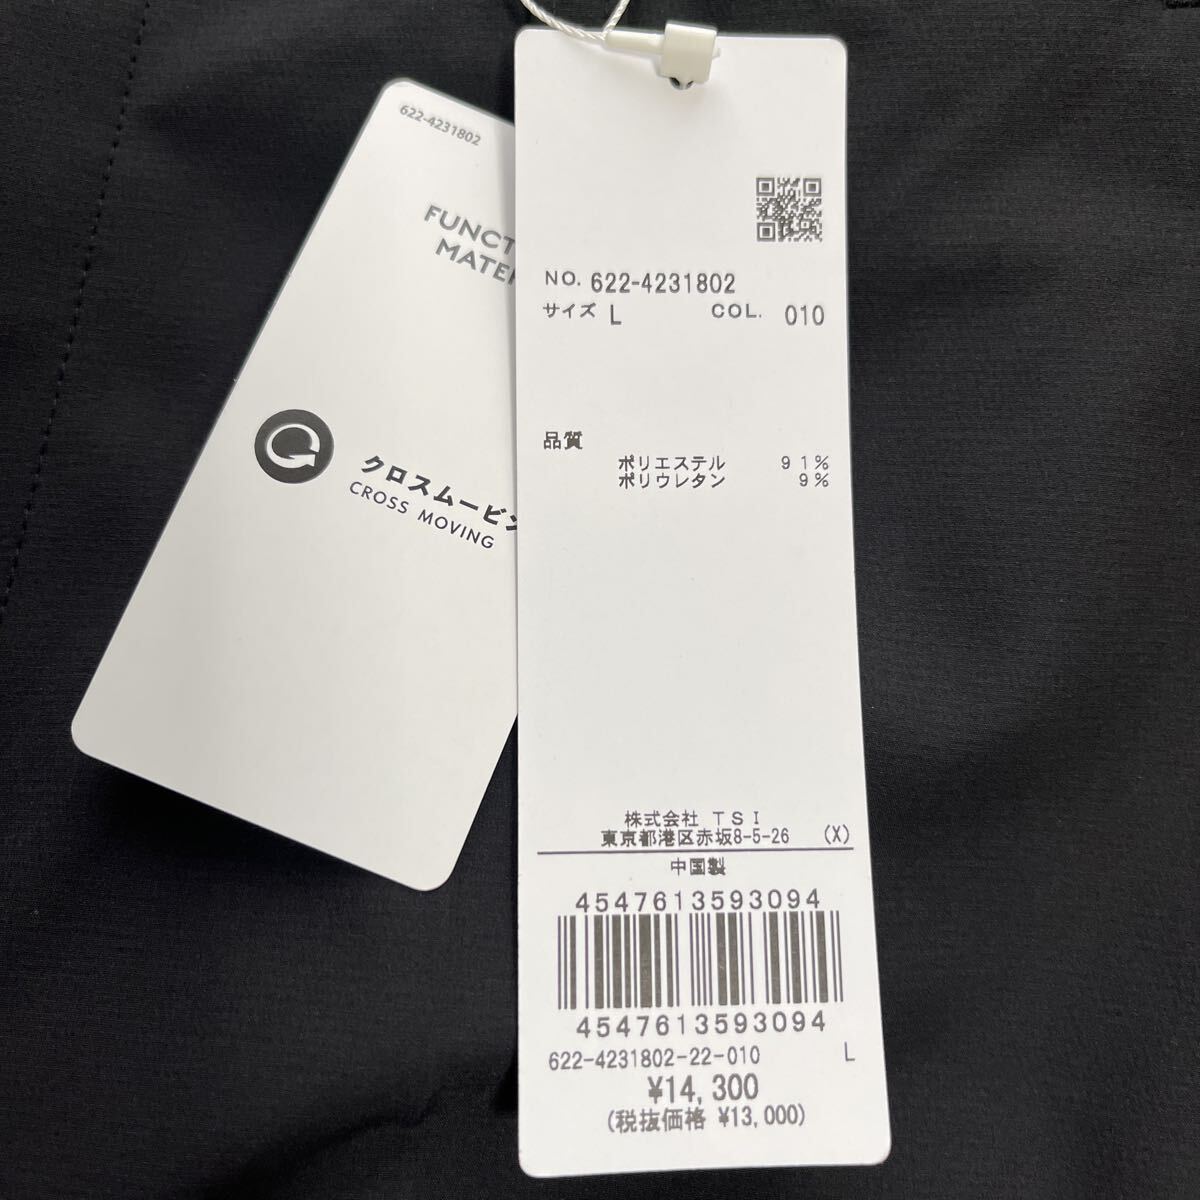 622-4231802
FUNCT
MATE
クロスムービン
CROSS MOVING
NO. 622-4231802
サイズ L COL. 010
品質
ポリエステル 91%
ポリウレタン 9%
株式会社 TSI
東京都港区赤坂8-5-26 (X)
中国製
4547613593094
4547613593094
622-4231802-22-010 L
¥14,300
(税抜価格 ¥13,000)